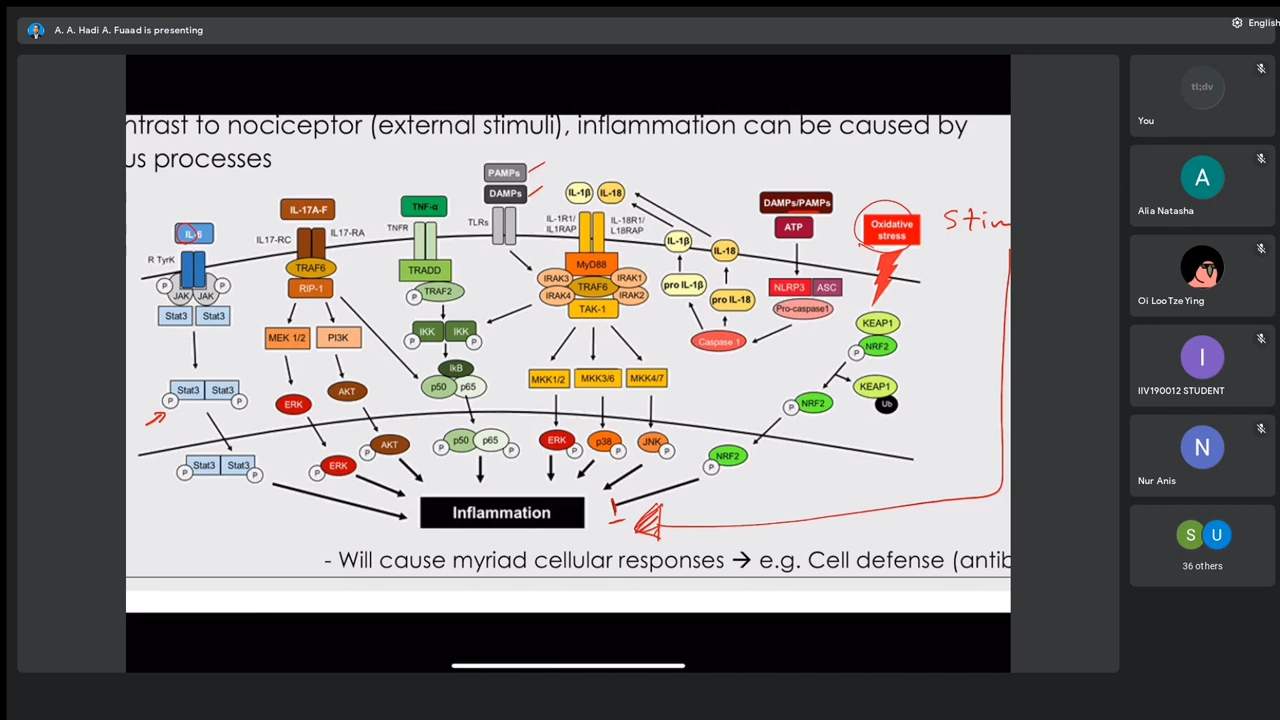 A. A. Hadi A. Fuaad is presenting
English
tl;dv
You
A
Alia Natasha
Oi Loo Tze Ying
I
IIV190012 STUDENT
N
Nur Anis
S U
36 others
ntrast to nociceptor (external stimuli), inflammation can be caused by
us processes
PAMPs
DAMPs
TLRs
IL-17A-F
IL17-RC
IL17-RA
TRAF6
RIP-1
MEK 1/2
PI3K
AKT
ERK
AKT
P
ERK
P
R TyrK
P P
JAK JAK
Stat3 Stat3
Stat3 Stat3
P P
Stat3 Stat3
P P
TNF-α
TNFR
TRADD
TRAF2
P
IKK IKK
P P
IkB
p50 p65
p50 p65
P P
IL-1β IL-18
IL-1R1/
IL1RAP
IL-18R1/
L18RAP
MyD88
IRAK3 IRAK1
TRAF6
IRAK4 IRAK2
TAK-1
MKK1/2 MKK3/6 MKK4/7
ERK p38 JNK
P P P
IL-1β
IL-18
pro IL-1β
pro IL-18
Caspase 1
DAMPs/PAMPs
ATP
NLRP3 ASC
Pro-caspase1
Oxidative
stress
Stim
KEAP1
NRF2
P
KEAP1
Ub
NRF2
P
NRF2
P
Inflammation
- Will cause myriad cellular responses → e.g. Cell defense (antib